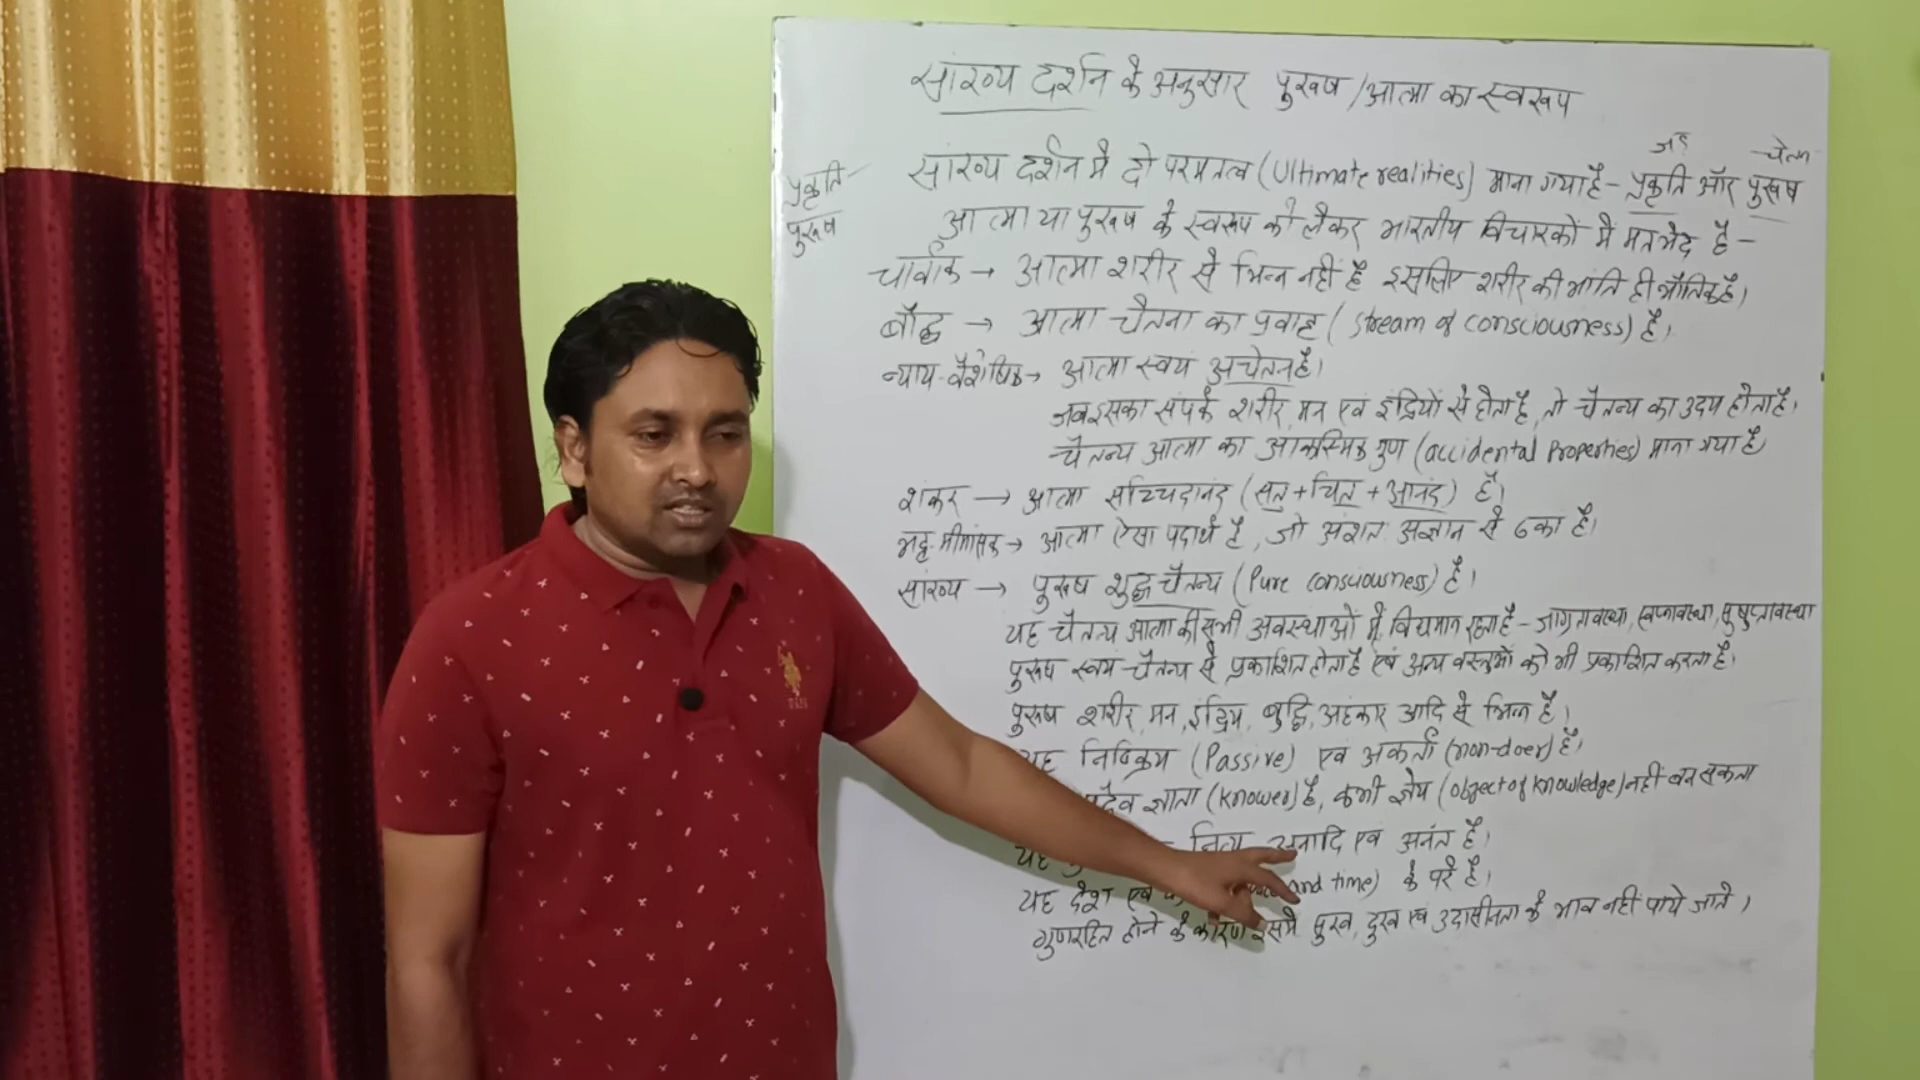 सांख्य दर्शन के अनुसार पुरुष/आत्मा का स्वरूप
जड़ चेतन
प्रकृति
पुरुष
सांख्य दर्शन में दो परमतत्व (Ultimate realities) माना गया है - प्रकृति और पुरुष
आत्मा या पुरुष के स्वरूप को लेकर भारतीय विचारकों में मतभेद है -
चार्वाक → आत्मा शरीर से भिन्न नहीं है इसलिए शरीर की भांति ही भौतिक है।
बौद्ध → आत्मा चेतना का प्रवाह (stream of consciousness) है।
न्याय-वैशेषिक → आत्मा स्वयं अचेतन है।
जब इसका संपर्क शरीर, मन एवं इंद्रियों से होता है, तो चैतन्य का उदय होता है।
चैतन्य आत्मा का आकस्मिक गुण (accidental Properties) माना गया है
शंकर → आत्मा सच्चिदानंद (सत् + चित् + आनंद) है।
भट्ट-मीमांसक → आत्मा ऐसा पदार्थ है, जो अंशतः अज्ञान से ढका है।
सांख्य → पुरुष शुद्ध चैतन्य (Pure consciousness) है।
यह चैतन्य आत्मा की सभी अवस्थाओं में विद्यमान रहता है - जाग्रतावस्था, स्वप्नावस्था, सुषुप्तावस्था
पुरुष स्वयं चैतन्य से प्रकाशित होता है एवं अन्य वस्तुओं को भी प्रकाशित करता है।
पुरुष शरीर, मन, इंद्रिय, बुद्धि, अहंकार आदि से भिन्न है।
यह निष्क्रिय (Passive) एवं अकर्ता (non-doer) है।
ज्ञाता (knower) है, कभी ज्ञेय (object of knowledge) नहीं बन सकता
यह नित्य अनादि एवं अनंत है।
यह देश एवं and time) के परे है।
गुणरहित होने के कारण इसमें सुख, दुख एवं उदासीनता के भाव नहीं पाये जाते।